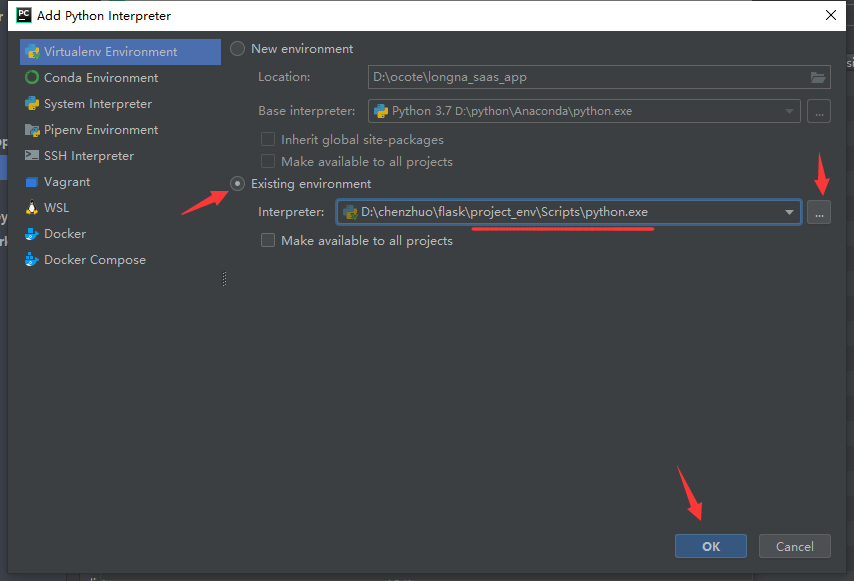 PC Add Python Interpreter
Virtualenv Environment
Conda Environment
System Interpreter
Pipenv Environment
SSH Interpreter
Vagrant
WSL
Docker
Docker Compose
New environment
Location: D:\ocote\longna_saas_app
Base interpreter: Python 3.7 D:\python\Anaconda\python.exe ...
Inherit global site-packages
Make available to all projects
Existing environment
Interpreter: D:\chenzhuo\flask\project_env\Scripts\python.exe ...
Make available to all projects
OK Cancel